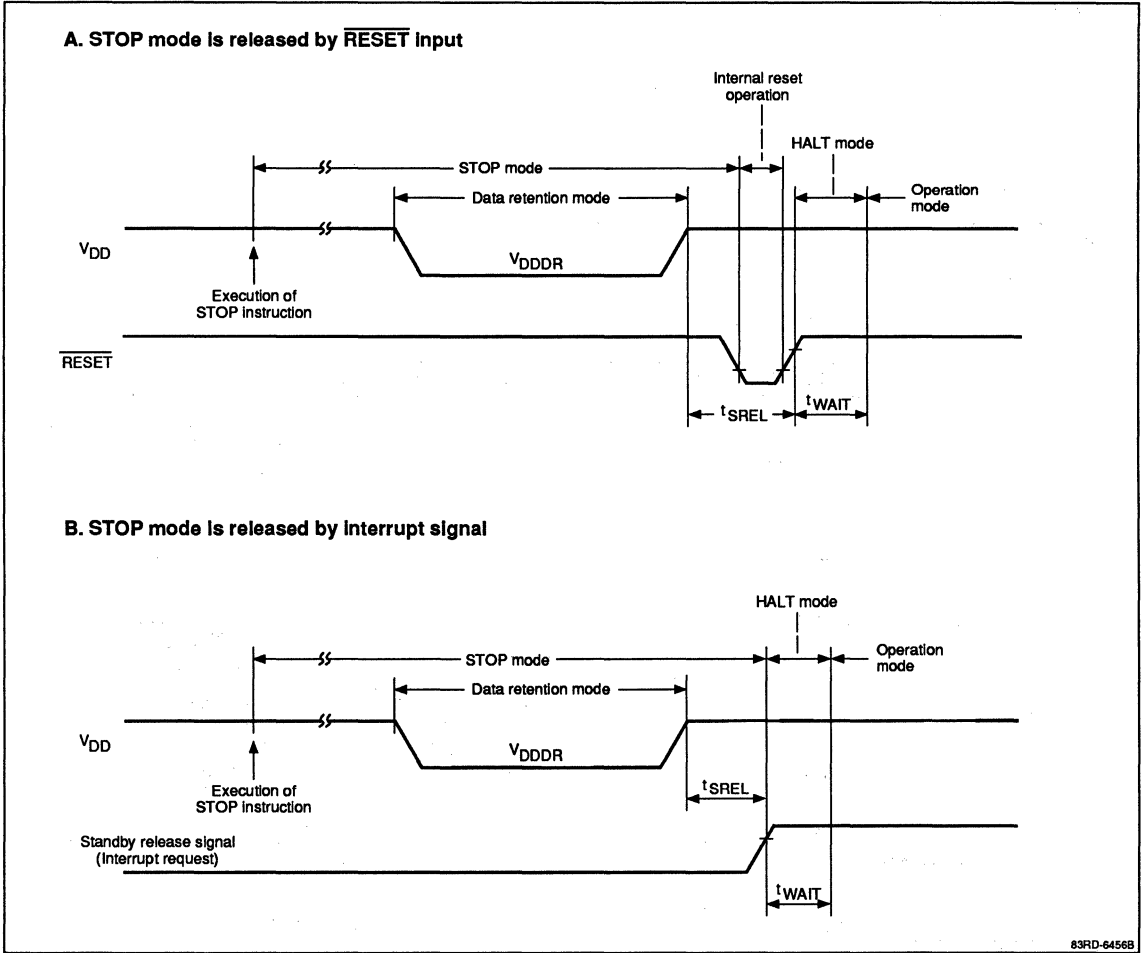 A. STOP mode is released by RESET input
Internal reset
operation
HALT mode
STOP mode
Operation
mode
Data retention mode
VDD
VDDDR
Execution of
STOP instruction
RESET
tSREL
tWAIT
B. STOP mode is released by interrupt signal
HALT mode
STOP mode
Operation
mode
Data retention mode
VDD
VDDDR
Execution of
STOP instruction
tSREL
Standby release signal
(Interrupt request)
tWAIT
83RD-6456B